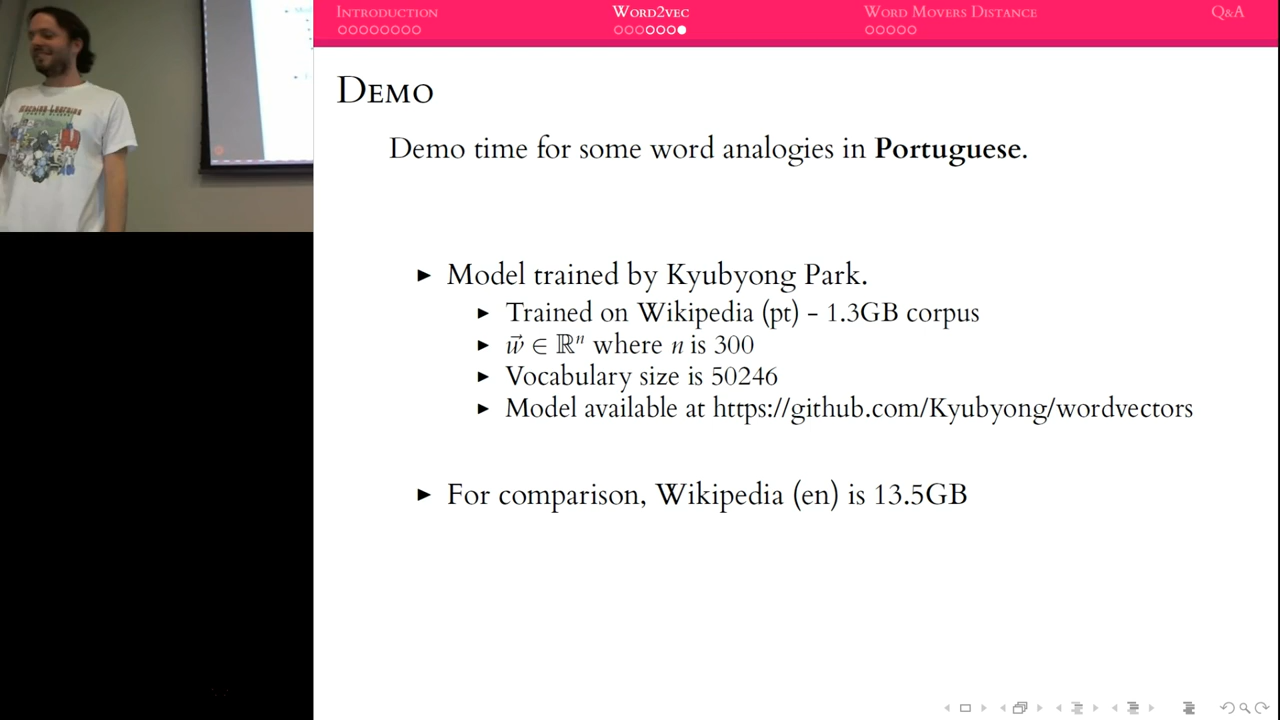 INTRODUCTION
WORD2VEC
WORD MOVERS DISTANCE
Q&A
DEMO
Demo time for some word analogies in Portuguese.
Model trained by Kyubyong Park.
Trained on Wikipedia (pt) - 1.3GB corpus
w⃗ ∈ ℝⁿ where n is 300
Vocabulary size is 50246
Model available at https://github.com/Kyubyong/wordvectors
For comparison, Wikipedia (en) is 13.5GB
Machine Learning